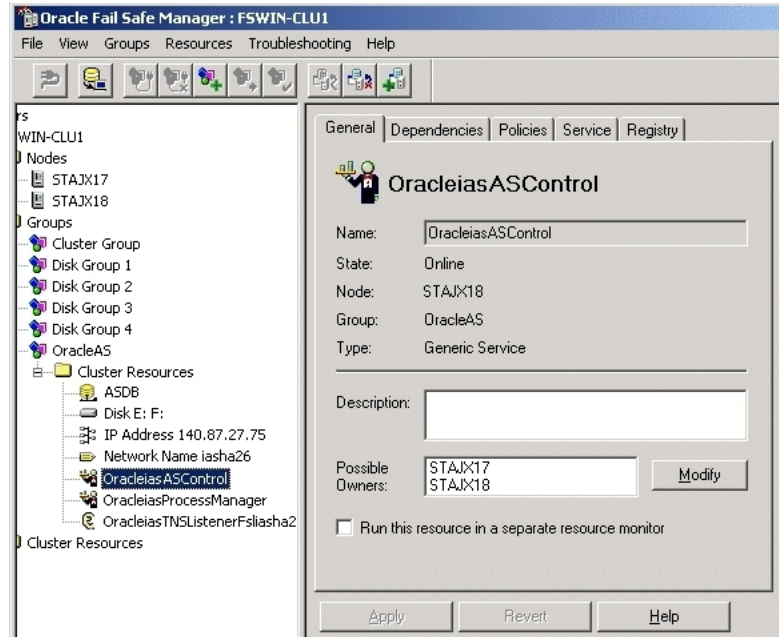 Oracle Fail Safe Manager : FSWIN-CLU1
File View Groups Resources Troubleshooting Help
rs
WIN-CLU1
Nodes
STAJX17
STAJX18
Groups
Cluster Group
Disk Group 1
Disk Group 2
Disk Group 3
Disk Group 4
OracleAS
Cluster Resources
ASDB
Disk E: F:
IP Address 140.87.27.75
Network Name iasha26
OracleiasASControl
OracleiasProcessManager
OracleiasTNSListenerFsliasha2
Cluster Resources
General Dependencies Policies Service Registry
OracleiasASControl
Name: OracleiasASControl
State: Online
Node: STAJX18
Group: OracleAS
Type: Generic Service
Description:
Possible Owners:
STAJX17
STAJX18
Modify
Run this resource in a separate resource monitor
Apply Revert Help